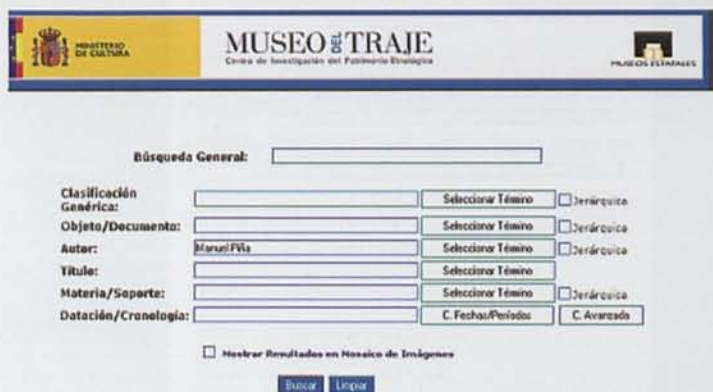 MINISTERIO
DE CULTURA
MUSEO DEL TRAJE
Centro de Investigación del Patrimonio Etnológico
MUSEOS ESTATALES
Búsqueda General:
Clasificación
Genérica:
Seleccionar Término
Jerárquica
Objeto/Documento:
Seleccionar Término
Jerárquica
Autor:
Manuel Piña
Seleccionar Término
Jerárquica
Título:
Seleccionar Término
Materia/Soporte:
Seleccionar Término
Jerárquica
Datación/Cronología:
C. Fechas/Períodos
C. Avanzado
Mostrar Resultados en Mosaico de Imágenes
Buscar
Limpiar